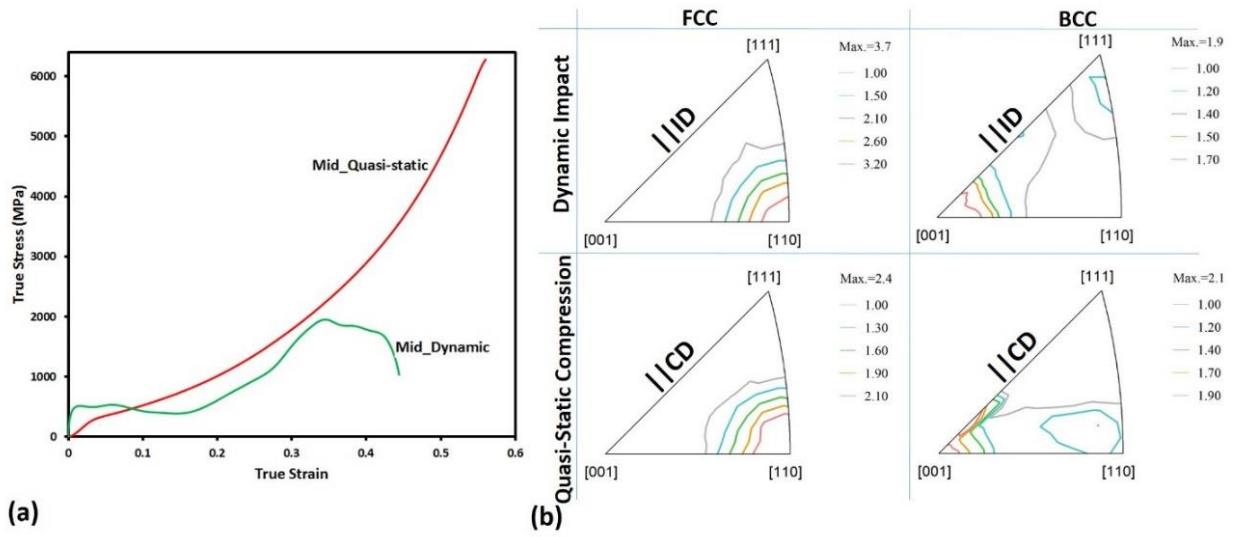 6000
5000
4000
3000
2000
1000
0
True Stress (MPa)
Mid_Quasi-static
Mid_Dynamic
0 0.1 0.2 0.3 0.4 0.5 0.6
True Strain
(a)
FCC
BCC
Dynamic Impact
[111]
||ID
[001]
[110]
Max.=3.7
1.00
1.50
2.10
2.60
3.20
[111]
||ID
[001]
[110]
Max.=1.9
1.00
1.20
1.40
1.50
1.70
Quasi-Static Compression
[111]
||CD
[001]
[110]
Max.=2.4
1.00
1.30
1.60
1.90
2.10
[111]
||CD
[001]
[110]
Max.=2.1
1.00
1.20
1.40
1.70
1.90
(b)